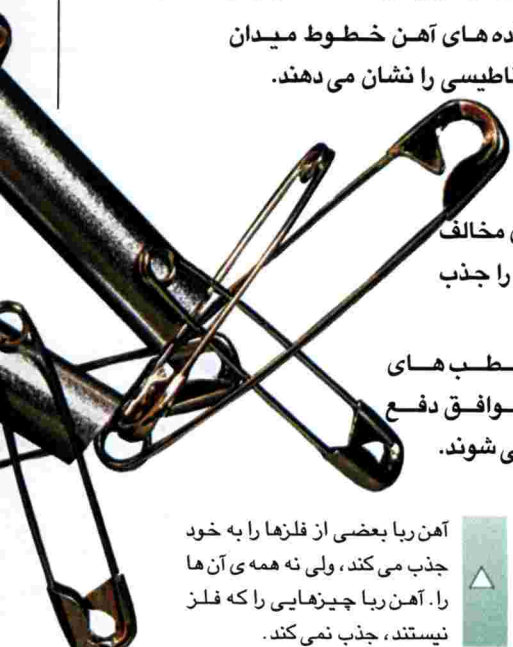 ده های آهن خطوط میدان
ناطیسی را نشان می دهند.
مخالف
را جذب
طب های
وافق دفع
ی شوند.
آهن ربا بعضی از فلزها را به خود
جذب می کند، ولی نه همه ی آن ها
را. آهن ربا چیزهایی را که فلز
نیستند، جذب نمی کند.